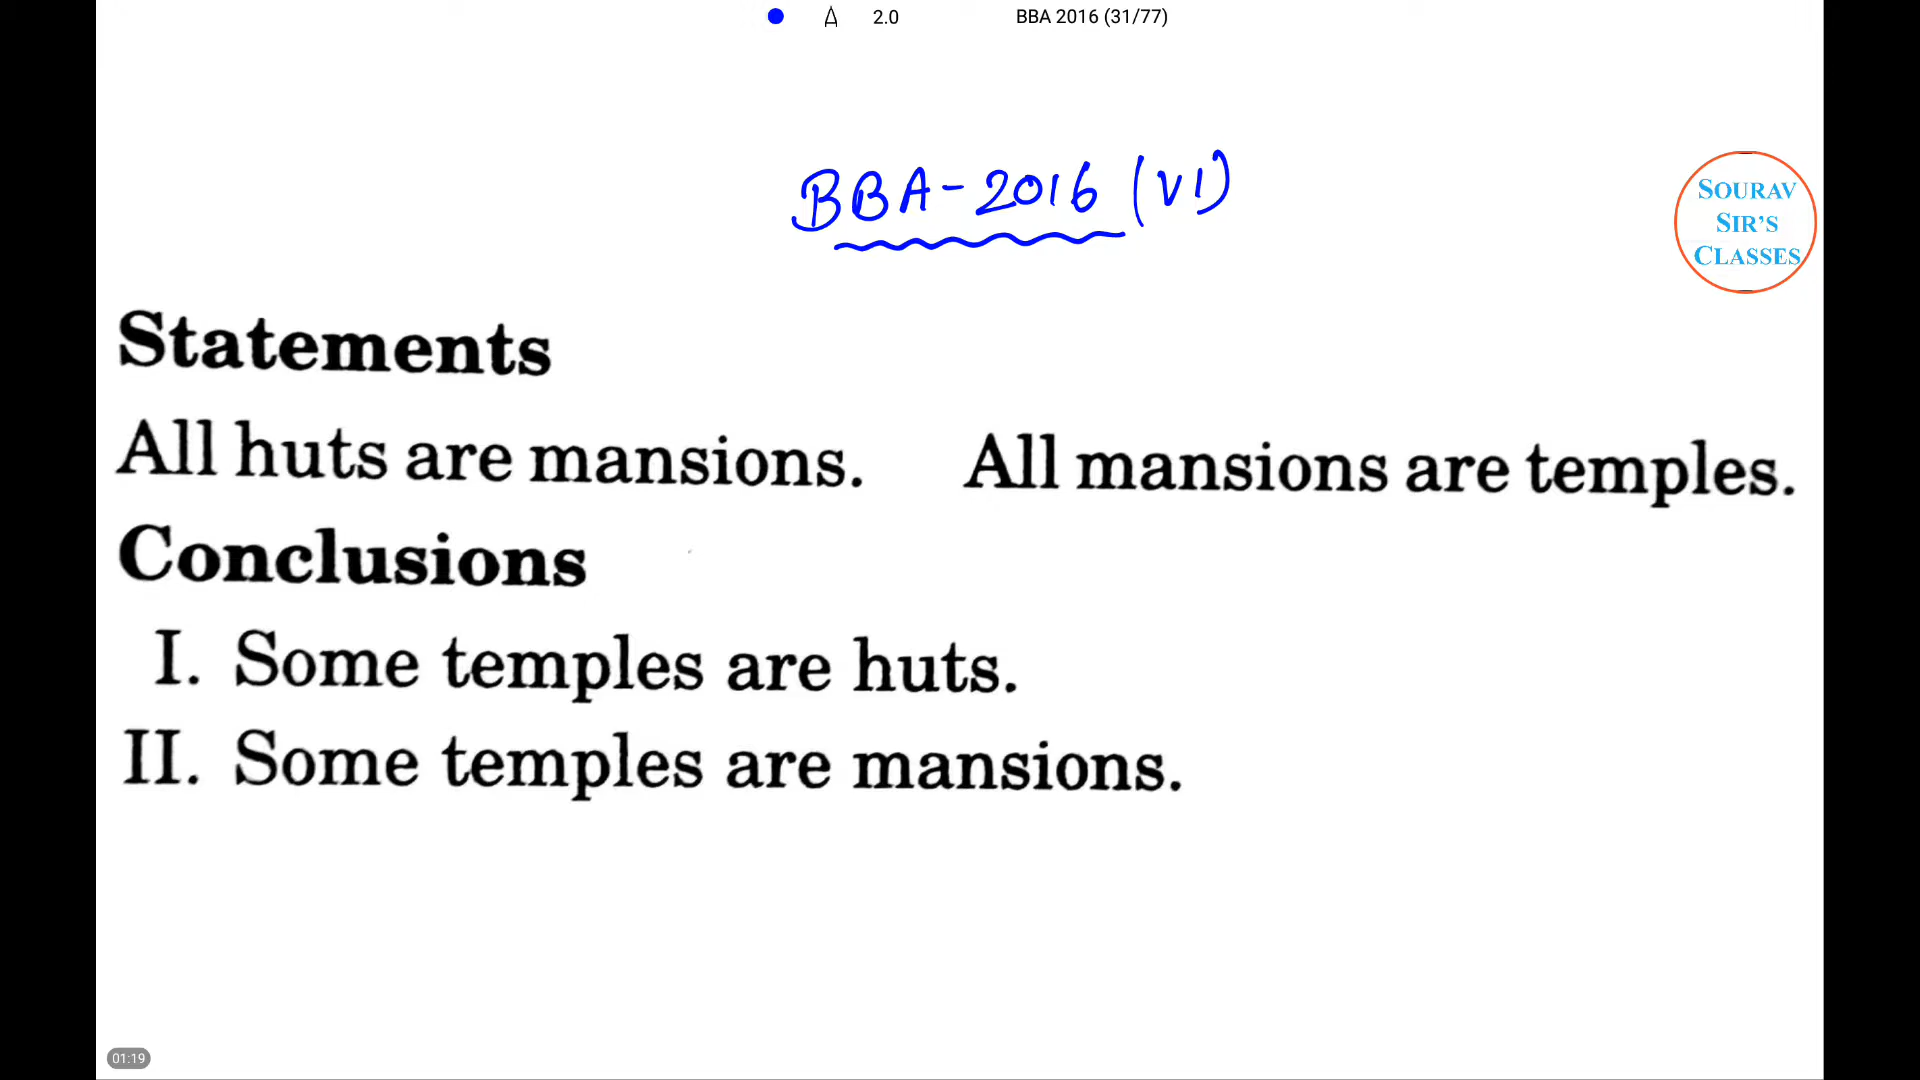 2.0 BBA 2016 (31/77)
BBA-2016 (VI)
SOURAV
SIR'S
CLASSES
Statements
All huts are mansions. All mansions are temples.
Conclusions
I. Some temples are huts.
II. Some temples are mansions.
01:19